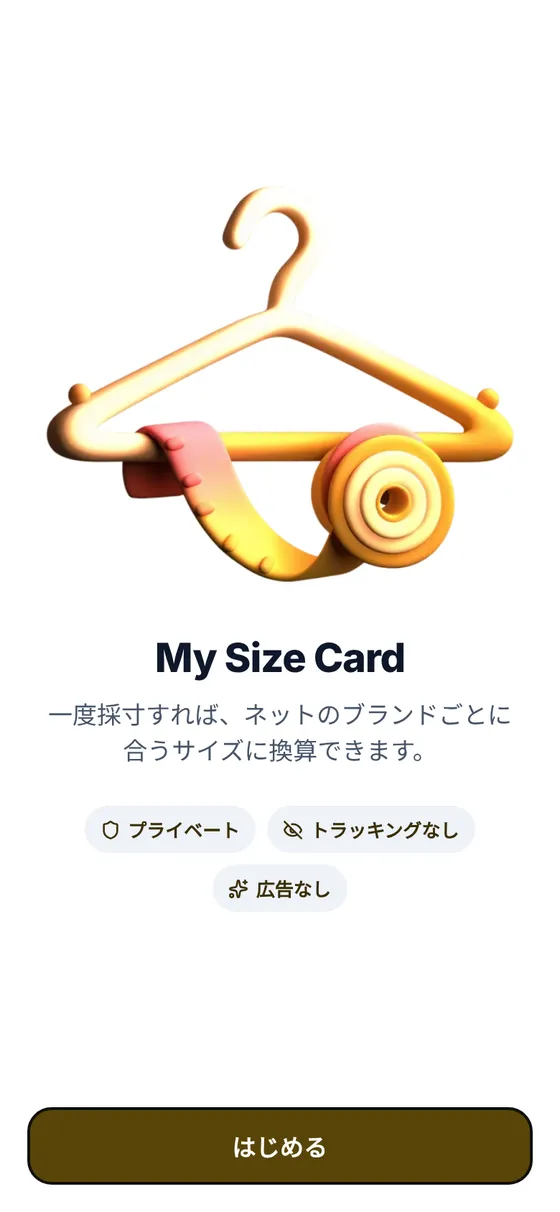 My Size Card
一度採寸すれば、ネットのブランドごとに
合うサイズに換算できます。
プライベート
トラッキングなし
広告なし
はじめる